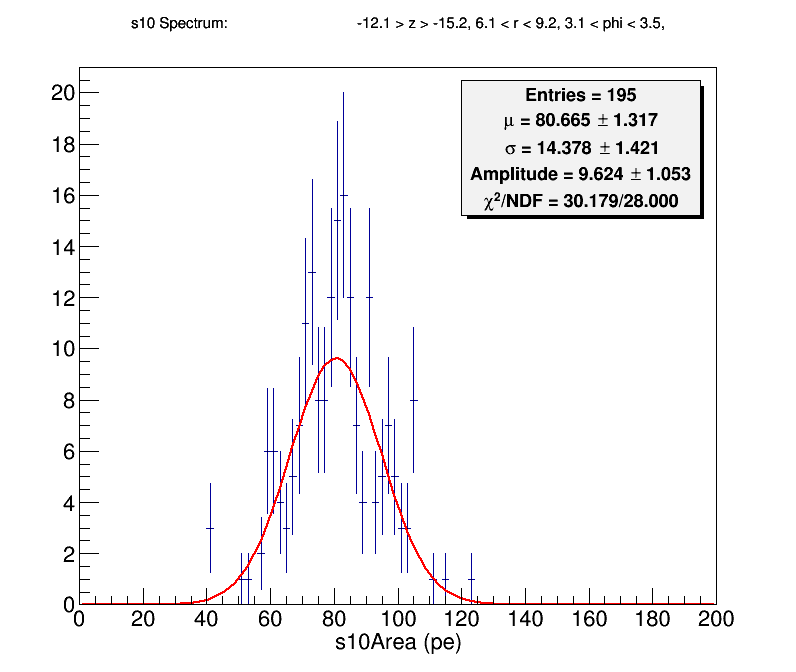 s10 Spectrum: -12.1 > z > -15.2, 6.1 < r < 9.2, 3.1 < phi < 3.5,
Entries = 195
μ = 80.665 ± 1.317
σ = 14.378 ± 1.421
Amplitude = 9.624 ± 1.053
χ²/NDF = 30.179/28.000
20
18
16
14
12
10
8
6
4
2
0
0 20 40 60 80 100 120 140 160 180 200
s10Area (pe)